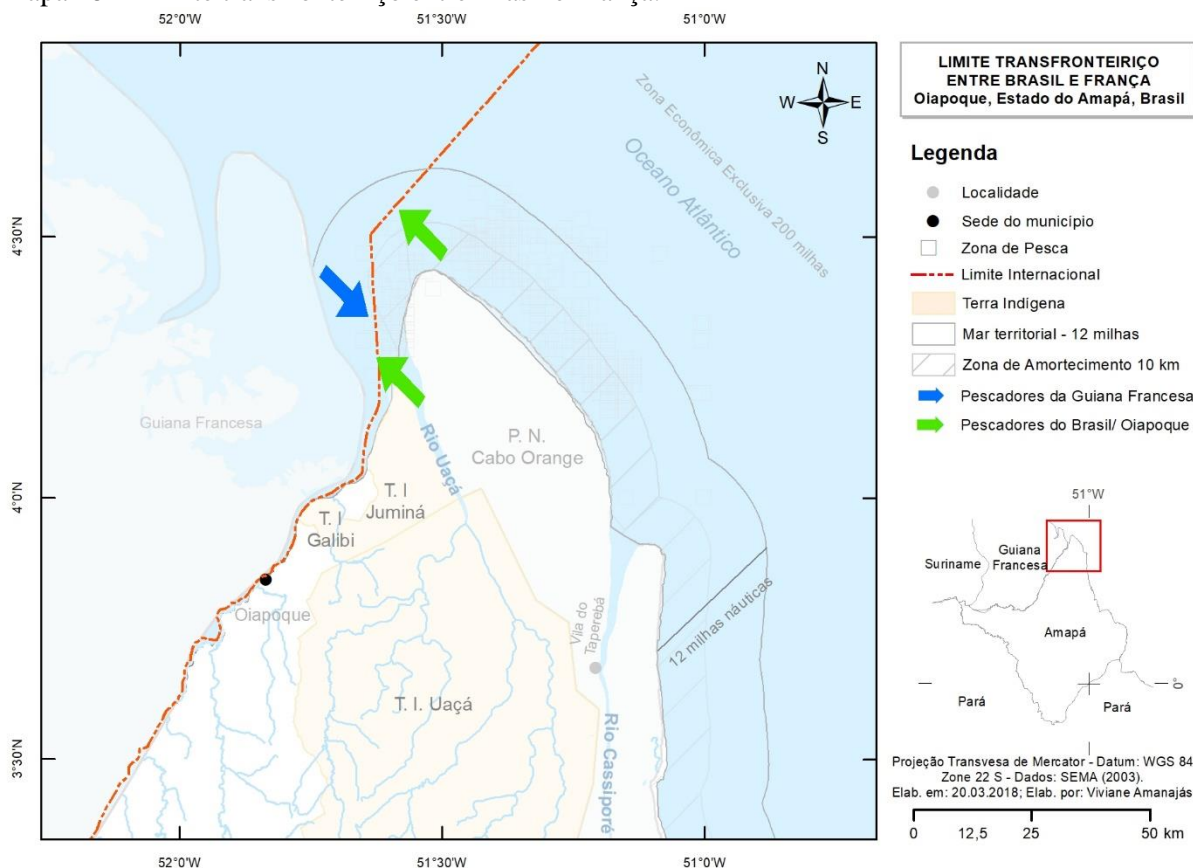 52°0'W
51°30'W
51°0'W
4°30'N
4°0'N
3°30'N
N
W
E
S
Zona Econômica Exclusiva 200 milhas
Oceano Atlântico
Guiana Francesa
Rio Uaçá
P. N.
Cabo Orange
T. I
Juminá
T. I
Galibi
Oiapoque
Vila do
Taperebá
12 milhas náuticas
T. I. Uaçá
Rio Cassiporé
52°0'W
51°30'W
51°0'W
LIMITE TRANSFRONTEIRIÇO
ENTRE BRASIL E FRANÇA
Oiapoque, Estado do Amapá, Brasil
Legenda
Localidade
Sede do município
Zona de Pesca
Limite Internacional
Terra Indígena
Mar territorial - 12 milhas
Zona de Amortecimento 10 km
Pescadores da Guiana Francesa
Pescadores do Brasil/ Oiapoque
51°W
Suriname
Guiana
Francesa
Amapá
0°
Pará
Pará
Projeção Transvesa de Mercator - Datum: WGS 84
Zone 22 S - Dados: SEMA (2003).
Elab. em: 20.03.2018; Elab. por: Viviane Amanajás
0 12,5 25 50 km